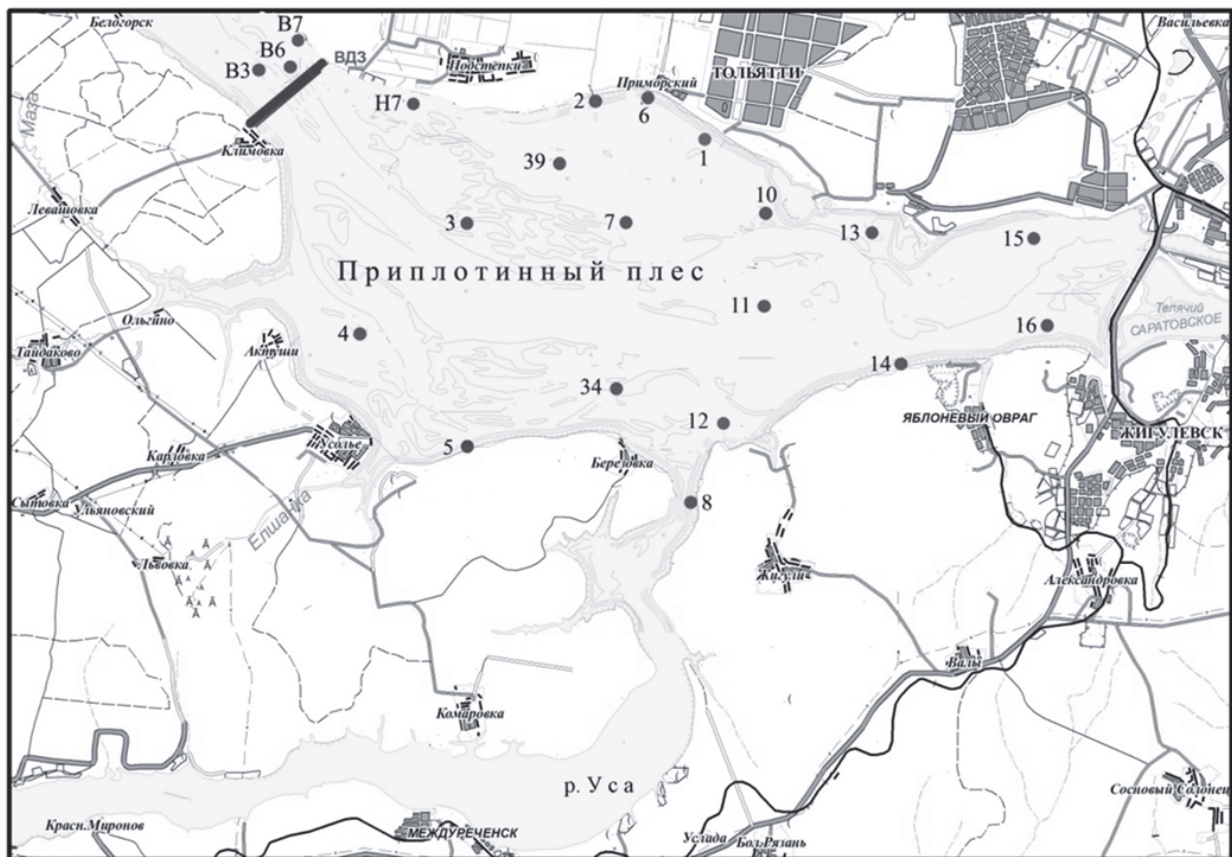 Белогорск
В7
Васильевка
В6
ВДЗ
В3
Подстепки
ТОЛЬЯТТИ
Приморский
Н7
2
6
Маза
Климовка
1
39
Левашовка
10
3
7
13
15
Приплотинный плес
Телячий
Ольгино
11
САРАТОВСКОЕ
16
4
Тайдаково
Актуши
14
34
ЯБЛОНЕВЫЙ ОВРАГ
12
ЖИГУЛЕВСК
Усолье
5
Карловка
Березовка
Сытовка
8
Ульяновский
Елшанка
Львовка
Жигули
Александровка
Валы
Комаровка
р. Уса
Сосновый Солонец
Красн.Миронов
МЕЖДУРЕЧЕНСК
Услада
Бол.Рязань